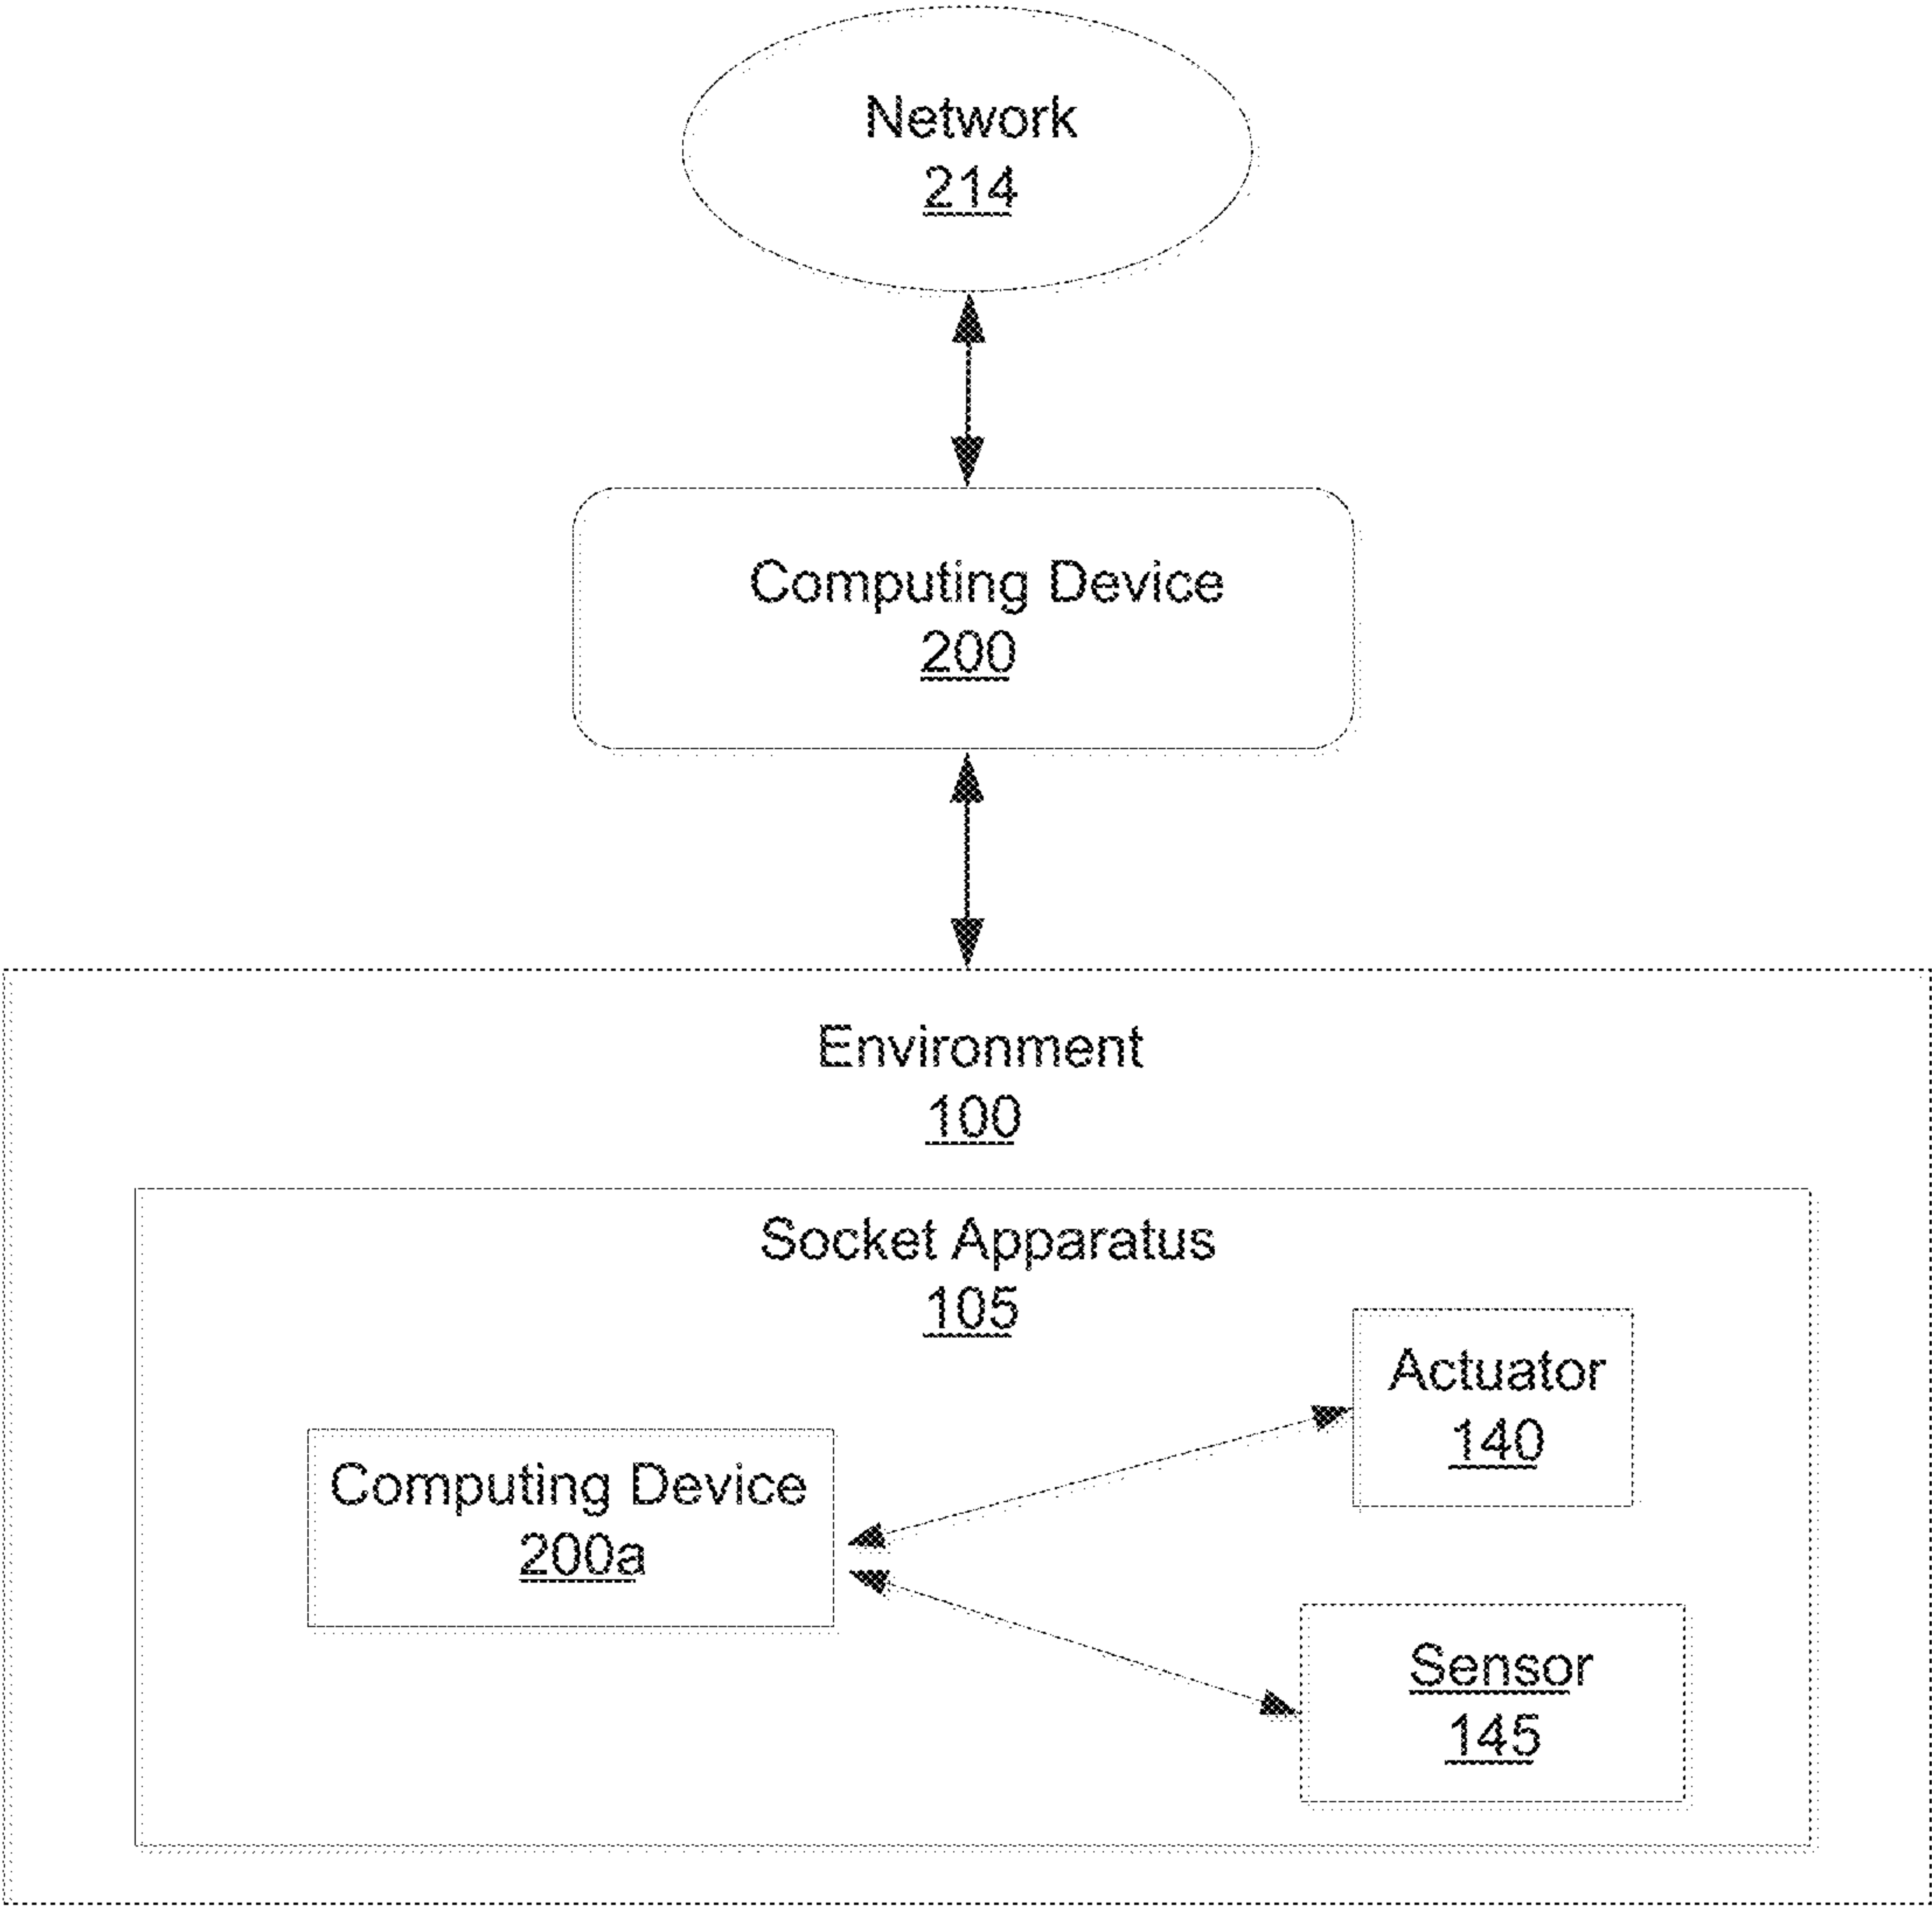 Network
214
Computing Device
200
Environment
100
Socket Apparatus
105
Actuator
140
Computing Device
200a
Sensor
145